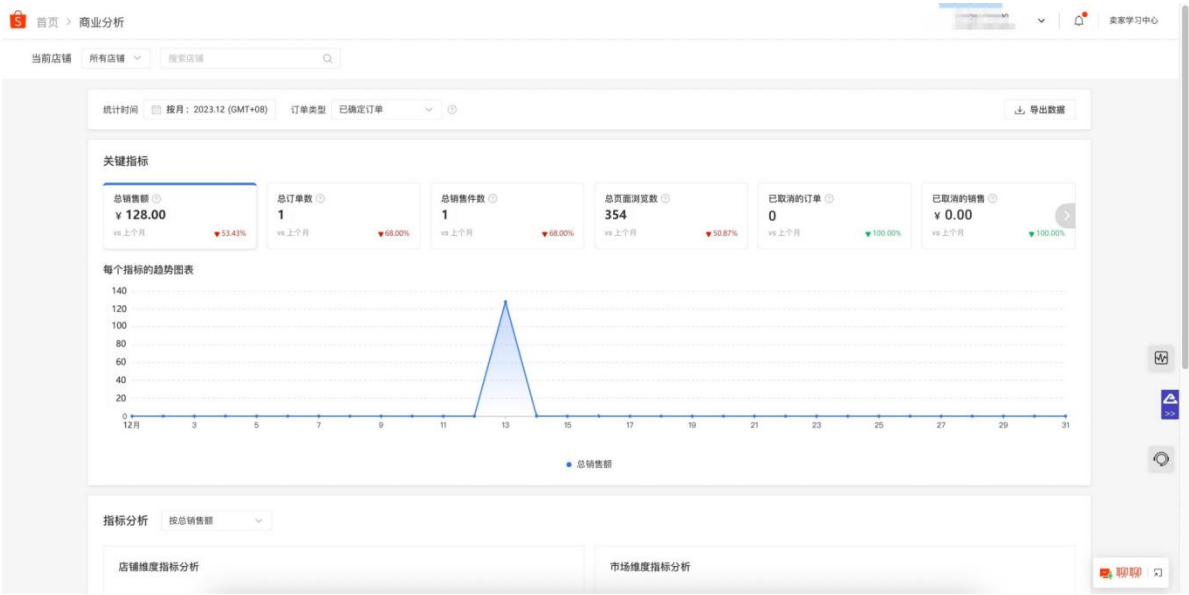 首页 > 商业分析
卖家学习中心
当前店铺 所有店铺 搜索店铺
统计时间 按月: 2023.12 (GMT+08) 订单类型 已确定订单 导出数据
关键指标
总销售额 总订单数 总销售件数 总页面浏览数 已取消的订单 已取消的销售
¥ 128.00 1 1 354 0 ¥ 0.00
vs 上个月 ▼53.43% vs 上个月 ▼68.00% vs 上个月 ▼68.00% vs 上个月 ▼50.87% vs 上个月 ▼100.00% vs 上个月 ▼100.00%
每个指标的趋势图表
140
120
100
80
60
40
20
0
12月 3 5 7 9 11 13 15 17 19 21 23 25 27 29 31
总销售额
指标分析 按总销售额
店铺维度指标分析 市场维度指标分析
聊聊